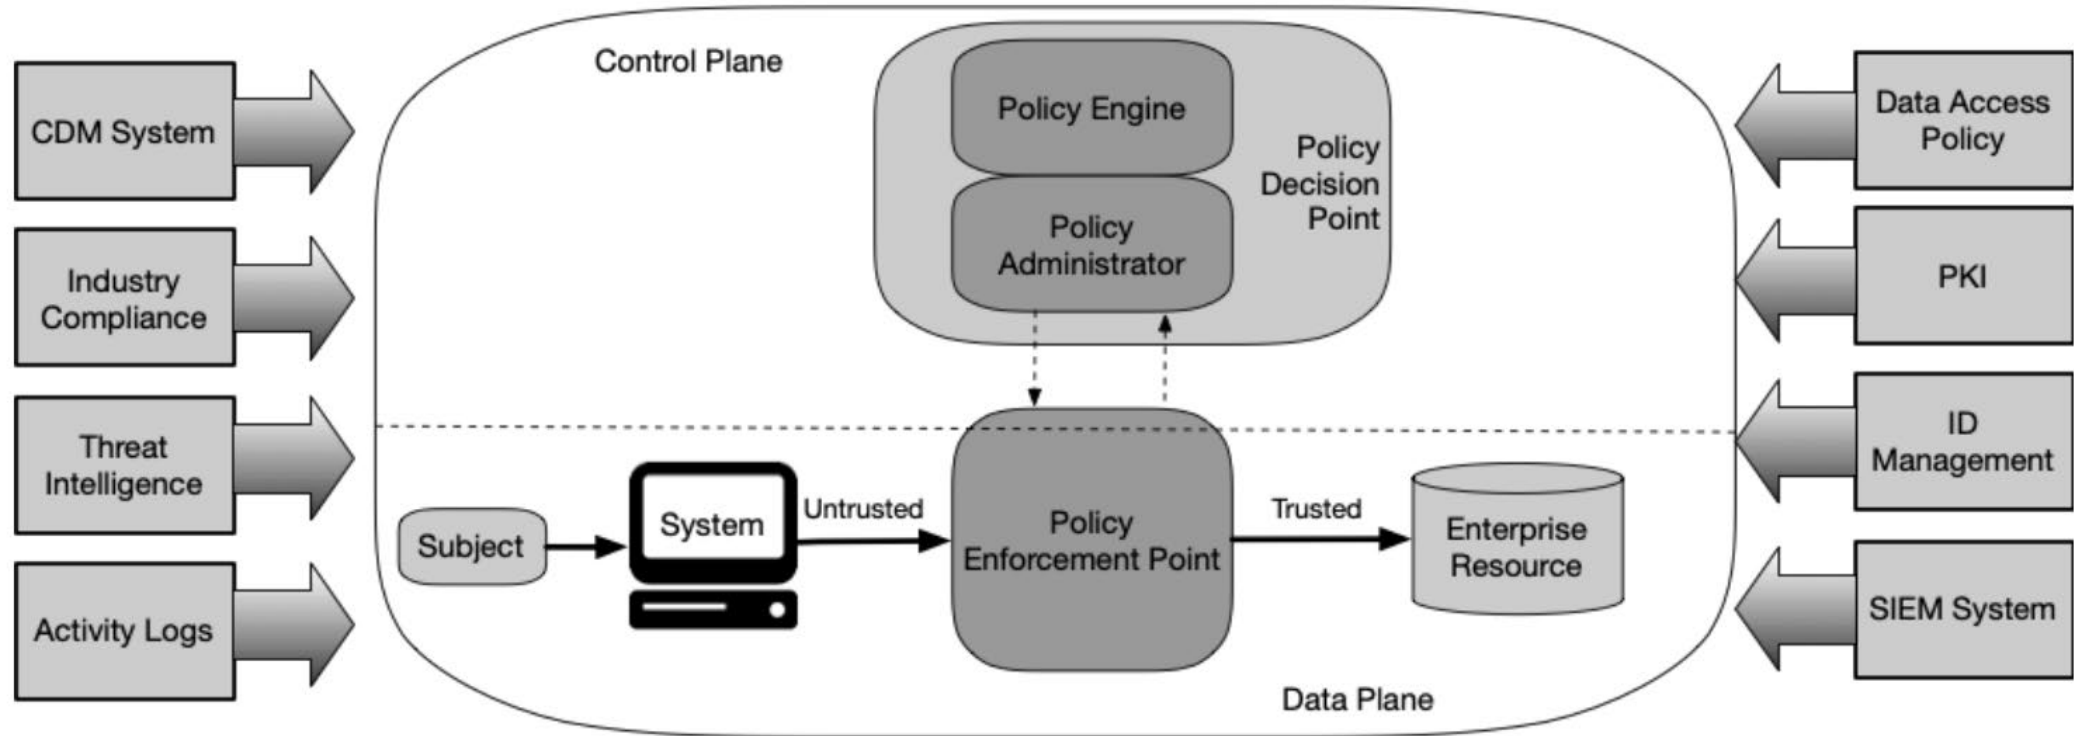 Control Plane
CDM System
Industry
Compliance
Threat
Intelligence
Activity Logs
Policy Engine
Policy
Administrator
Policy
Decision
Point
Subject
System
Untrusted
Policy
Enforcement Point
Trusted
Enterprise
Resource
Data Plane
Data Access
Policy
PKI
ID
Management
SIEM System